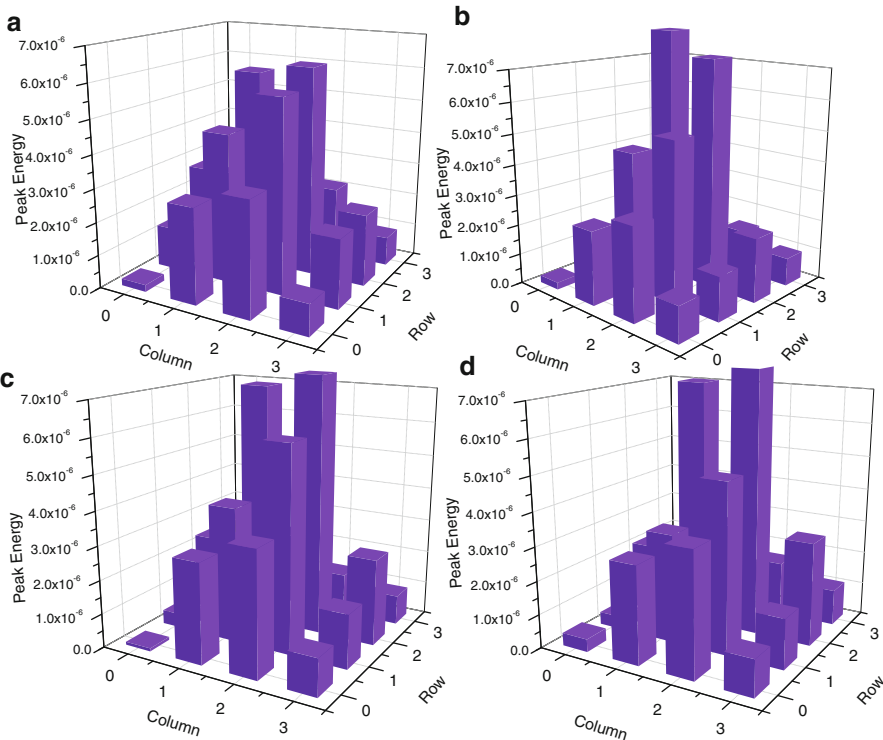 a
7.0x10⁻⁶
6.0x10⁻⁶
5.0x10⁻⁶
4.0x10⁻⁶
3.0x10⁻⁶
2.0x10⁻⁶
1.0x10⁻⁶
0.0
Peak Energy
0
1
2
3
Column
0
1
2
3
Row
b
7.0x10⁻⁶
6.0x10⁻⁶
5.0x10⁻⁶
4.0x10⁻⁶
3.0x10⁻⁶
2.0x10⁻⁶
1.0x10⁻⁶
0.0
Peak Energy
0
1
2
3
Column
0
1
2
3
Row
c
7.0x10⁻⁶
6.0x10⁻⁶
5.0x10⁻⁶
4.0x10⁻⁶
3.0x10⁻⁶
2.0x10⁻⁶
1.0x10⁻⁶
0.0
Peak Energy
0
1
2
3
Column
0
1
2
3
Row
d
7.0x10⁻⁶
6.0x10⁻⁶
5.0x10⁻⁶
4.0x10⁻⁶
3.0x10⁻⁶
2.0x10⁻⁶
1.0x10⁻⁶
0.0
Peak Energy
0
1
2
3
Column
0
1
2
3
Row